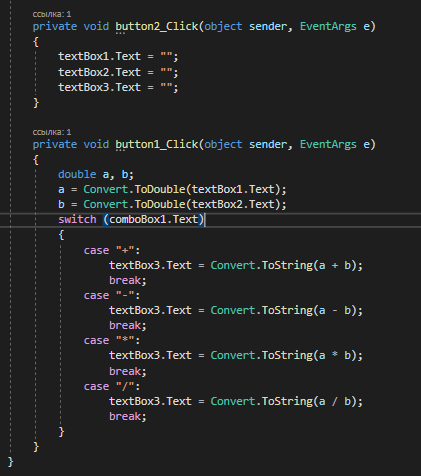 ссылка: 1
private void button2_Click(object sender, EventArgs e)
{
textBox1.Text = "";
textBox2.Text = "";
textBox3.Text = "";
}
ссылка: 1
private void button1_Click(object sender, EventArgs e)
{
double a, b;
a = Convert.ToDouble(textBox1.Text);
b = Convert.ToDouble(textBox2.Text);
switch (comboBox1.Text)
{
case "+":
textBox3.Text = Convert.ToString(a + b);
break;
case "-":
textBox3.Text = Convert.ToString(a - b);
break;
case "*":
textBox3.Text = Convert.ToString(a * b);
break;
case "/":
textBox3.Text = Convert.ToString(a / b);
break;
}
}
}